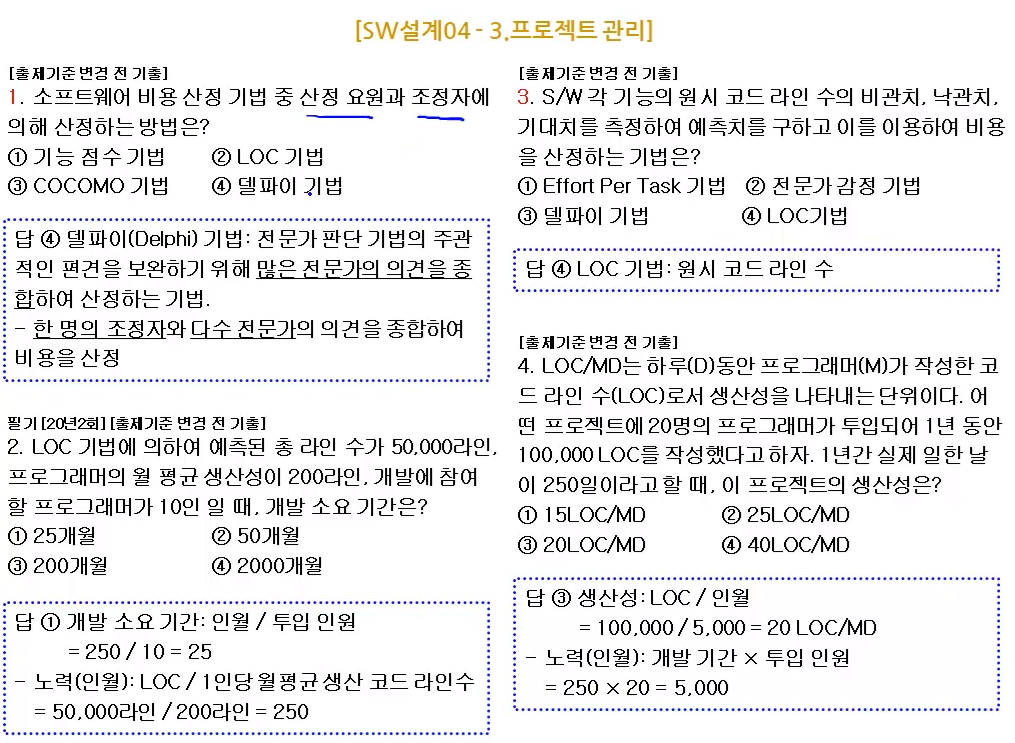 [SW설계04 - 3.프로젝트 관리]
[출제기준 변경 전 기출]
1. 소프트웨어 비용 산정 기법 중 산정 요원과 조정자에
의해 산정하는 방법은?
① 기능 점수 기법 ② LOC 기법
③ COCOMO 기법 ④ 델파이 기법
답 ④ 델파이(Delphi) 기법: 전문가 판단 기법의 주관
적인 편견을 보완하기 위해 많은 전문가의 의견을 종
합하여 산정하는 기법.
- 한 명의 조정자와 다수 전문가의 의견을 종합하여
비용을 산정
필기 [20년2회] [출제기준 변경 전 기출]
2. LOC 기법에 의하여 예측된 총 라인 수가 50,000라인,
프로그래머의 월 평균 생산성이 200라인, 개발에 참여
할 프로그래머가 10인 일 때, 개발 소요 기간은?
① 25개월 ② 50개월
③ 200개월 ④ 2000개월
답 ① 개발 소요 기간: 인월 / 투입 인원
= 250 / 10 = 25
- 노력(인월): LOC / 1인당 월평균 생산 코드 라인수
= 50,000라인 / 200라인 = 250
[출제기준 변경 전 기출]
3. S/W 각 기능의 원시 코드 라인 수의 비관치, 낙관치,
기대치를 측정하여 예측치를 구하고 이를 이용하여 비용
을 산정하는 기법은?
① Effort Per Task 기법 ② 전문가 감정 기법
③ 델파이 기법 ④ LOC기법
답 ④ LOC 기법: 원시 코드 라인 수
[출제기준 변경 전 기출]
4. LOC/MD는 하루(D)동안 프로그래머(M)가 작성한 코
드 라인 수(LOC)로서 생산성을 나타내는 단위이다. 어
떤 프로젝트에 20명의 프로그래머가 투입되어 1년 동안
100,000 LOC를 작성했다고 하자. 1년간 실제 일한 날
이 250일이라고 할 때, 이 프로젝트의 생산성은?
① 15LOC/MD ② 25LOC/MD
③ 20LOC/MD ④ 40LOC/MD
답 ③ 생산성: LOC / 인월
= 100,000 / 5,000 = 20 LOC/MD
- 노력(인월): 개발 기간 × 투입 인원
= 250 × 20 = 5,000